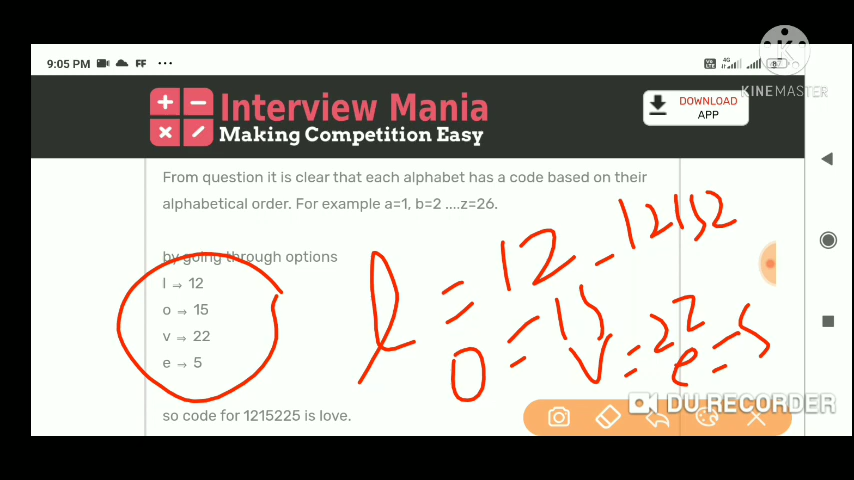 9:05 PM FF ...
KINEMASTER
Interview Mania
Making Competition Easy
DOWNLOAD
APP
From question it is clear that each alphabet has a code based on their
alphabetical order. For example a=1, b=2 ....z=26.
by going through options
l ⇒ 12
o ⇒ 15
v ⇒ 22
e ⇒ 5
so code for 1215225 is love.
l = 12
o = 15
v = 22
e = 5
DU RECORDER